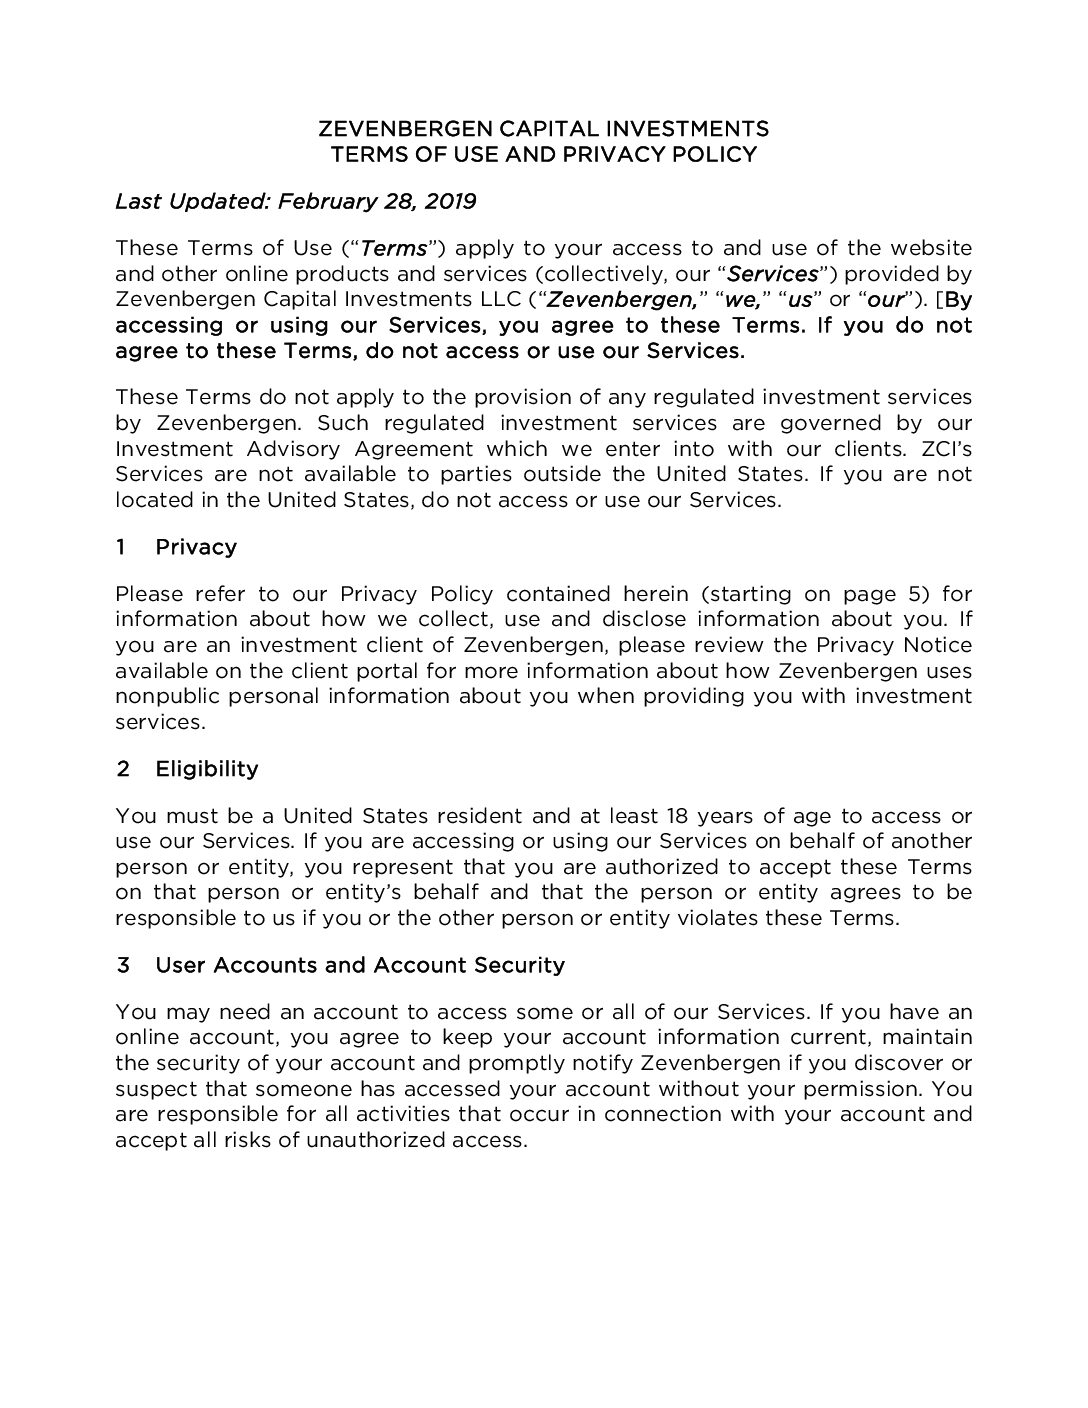 ZEVENBERGEN CAPITAL INVESTMENTS
TERMS OF USE AND PRIVACY POLICY
Last Updated: February 28, 2019
These Terms of Use (“Terms”) apply to your access to and use of the website
and other online products and services (collectively, our “Services”) provided by
Zevenbergen Capital Investments LLC (“Zevenbergen,” “we,” “us” or “our”). [By
accessing or using our Services, you agree to these Terms. If you do not
agree to these Terms, do not access or use our Services.
These Terms do not apply to the provision of any regulated investment services
by Zevenbergen. Such regulated investment services are governed by our
Investment Advisory Agreement which we enter into with our clients. ZCI’s
Services are not available to parties outside the United States. If you are not
located in the United States, do not access or use our Services.
1 Privacy
Please refer to our Privacy Policy contained herein (starting on page 5) for
information about how we collect, use and disclose information about you. If
you are an investment client of Zevenbergen, please review the Privacy Notice
available on the client portal for more information about how Zevenbergen uses
nonpublic personal information about you when providing you with investment
services.
2 Eligibility
You must be a United States resident and at least 18 years of age to access or
use our Services. If you are accessing or using our Services on behalf of another
person or entity, you represent that you are authorized to accept these Terms
on that person or entity’s behalf and that the person or entity agrees to be
responsible to us if you or the other person or entity violates these Terms.
3 User Accounts and Account Security
You may need an account to access some or all of our Services. If you have an
online account, you agree to keep your account information current, maintain
the security of your account and promptly notify Zevenbergen if you discover or
suspect that someone has accessed your account without your permission. You
are responsible for all activities that occur in connection with your account and
accept all risks of unauthorized access.